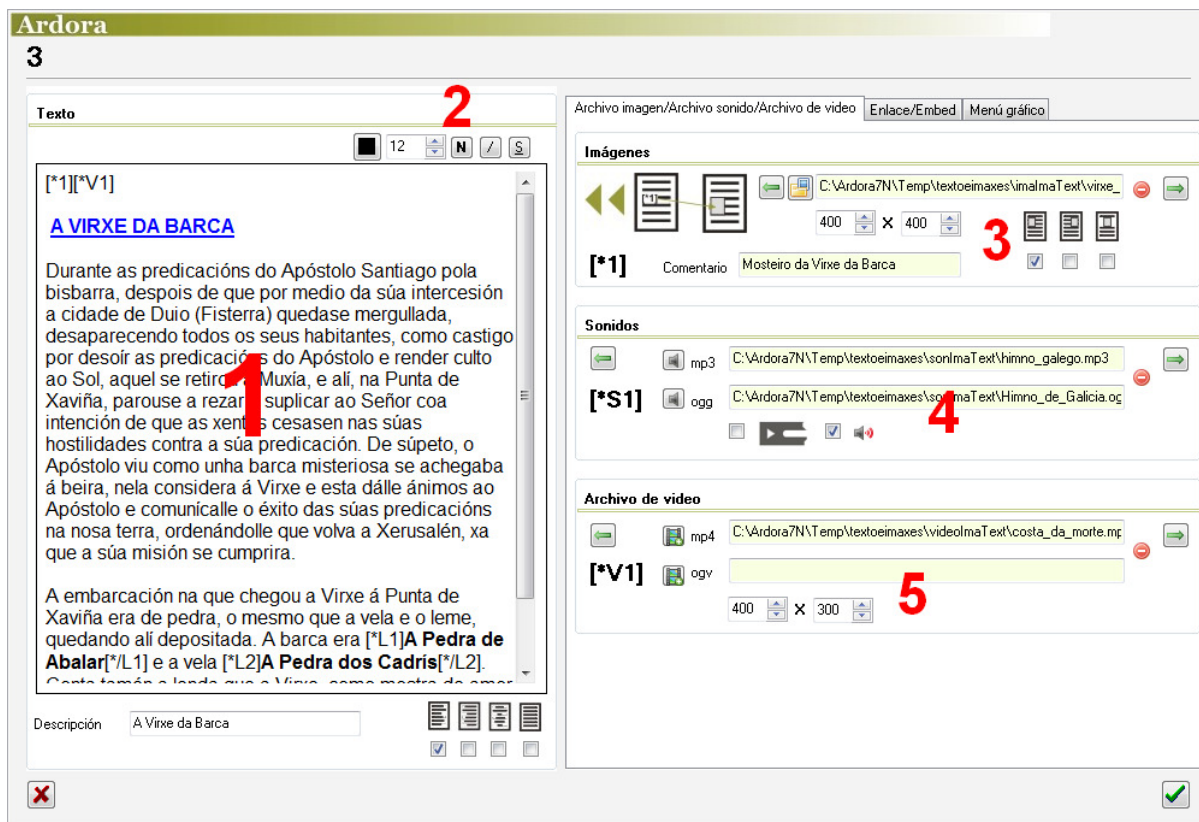 Ardora
3
Texto
2
12
N
/
S
[*1][*V1]
A VIRXE DA BARCA
Durante as predicacións do Apóstolo Santiago pola
bisbarra, despois de que por medio da súa intercesión
a cidade de Duio (Fisterra) quedase mergullada,
desaparecendo todos os seus habitantes, como castigo
por desoír as predicacións do Apóstolo e render culto
ao Sol, aquel se retirou a Muxía, e alí, na Punta de
Xaviña, parouse a rezar e suplicar ao Señor coa
intención de que as xentes cesasen nas súas
hostilidades contra a súa predicación. De súpeto, o
Apóstolo viu como unha barca misteriosa se achegaba
á beira, nela considera á Virxe e esta dálle ánimos ao
Apóstolo e comunícalle o éxito das súas predicacións
na nosa terra, ordenándolle que volva a Xerusalén, xa
que a súa misión se cumprira.
1
A embarcación na que chegou a Virxe á Punta de
Xaviña era de pedra, o mesmo que a vela e o leme,
quedando alí depositada. A barca era [*L1]A Pedra de
Abalar[*/L1] e a vela [*L2]A Pedra dos Cadrís[*/L2].
Descripción
A Virxe da Barca
Archivo imagen/Archivo sonido/Archivo de video
Enlace/Embed
Menú gráfico
Imágenes
[*1]
C:\Ardora7N\Temp\textoeimaxes\imaImaText\virxe_
400 X 400
3
[*1]
Comentario
Mosteiro da Virxe da Barca
Sonidos
mp3
C:\Ardora7N\Temp\textoeimaxes\sonImaText\himno_galego.mp3
[*S1]
ogg
C:\Ardora7N\Temp\textoeimaxes\sonImaText\Himno_de_Galicia.og
4
Archivo de video
mp4
C:\Ardora7N\Temp\textoeimaxes\videoImaText\costa_da_morte.mp
[*V1]
ogv
400 X 300
5